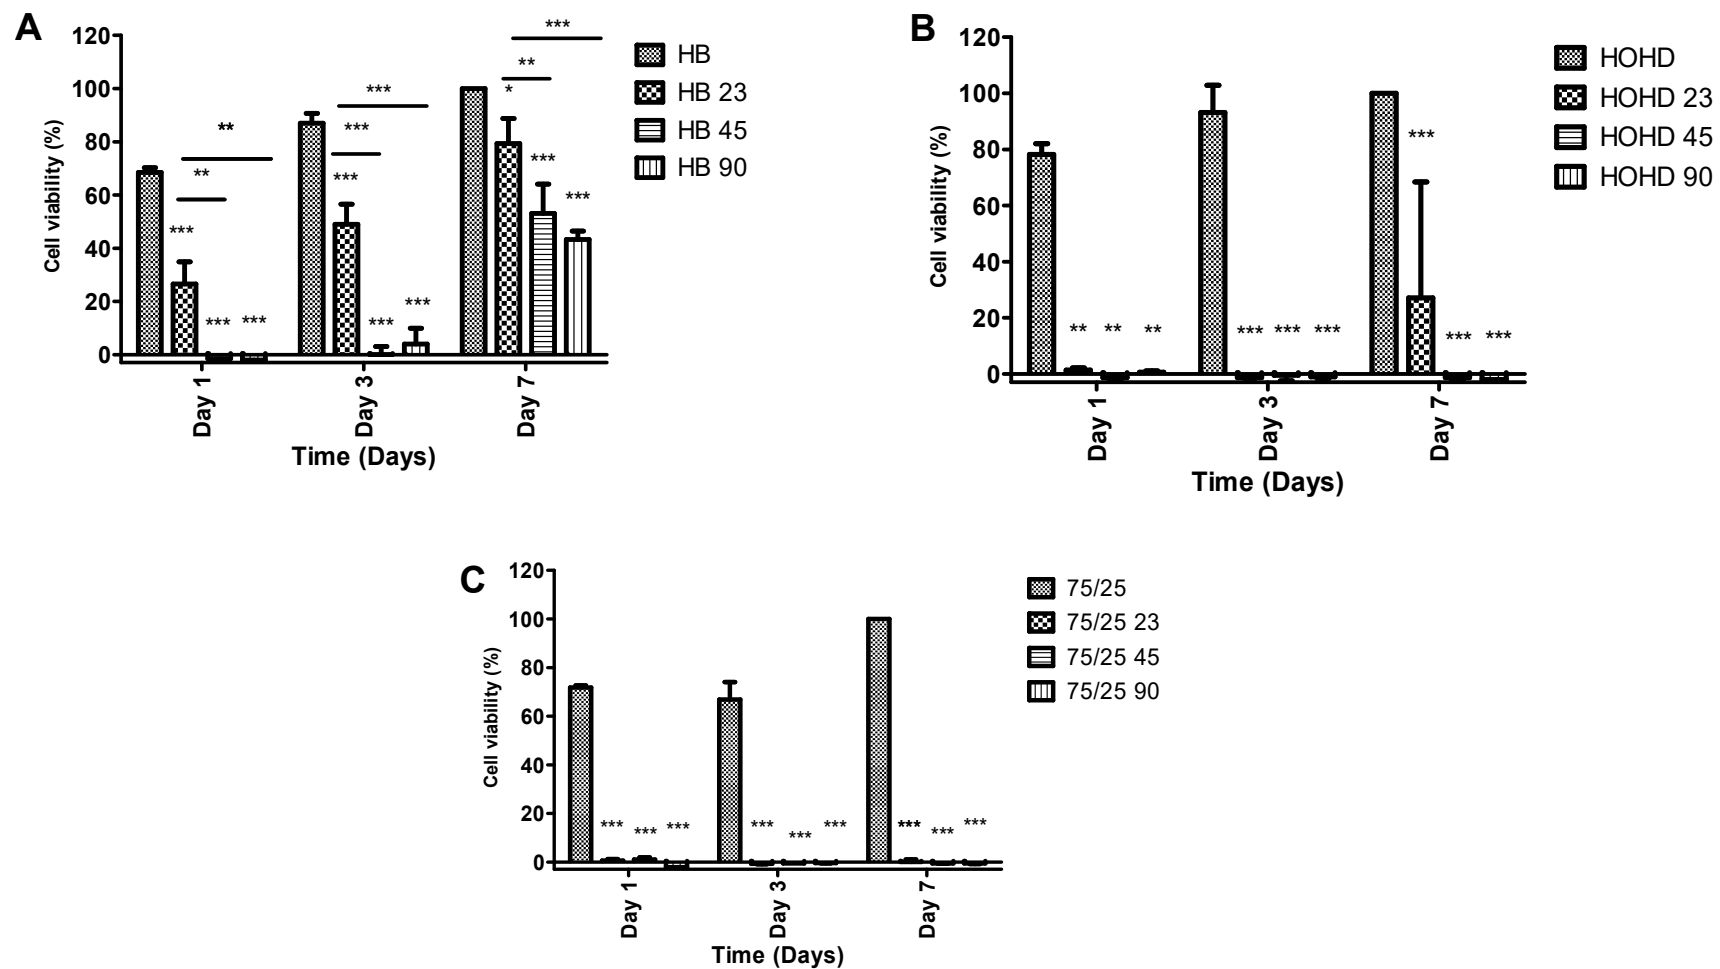 A
120
100
80
60
40
20
0
Cell viability (%)
***
***
***
**
**
***
***
***
***
***
*
***
***
**
***
Day 1
Day 3
Day 7
Time (Days)
HB
HB 23
HB 45
HB 90
B
120
100
80
60
40
20
0
Cell viability (%)
** ** **
*** *** ***
*** *** ***
Day 1
Day 3
Day 7
Time (Days)
HOHD
HOHD 23
HOHD 45
HOHD 90
C
120
100
80
60
40
20
0
Cell viability (%)
*** *** ***
*** *** ***
*** *** ***
Day 1
Day 3
Day 7
Time (Days)
75/25
75/25 23
75/25 45
75/25 90